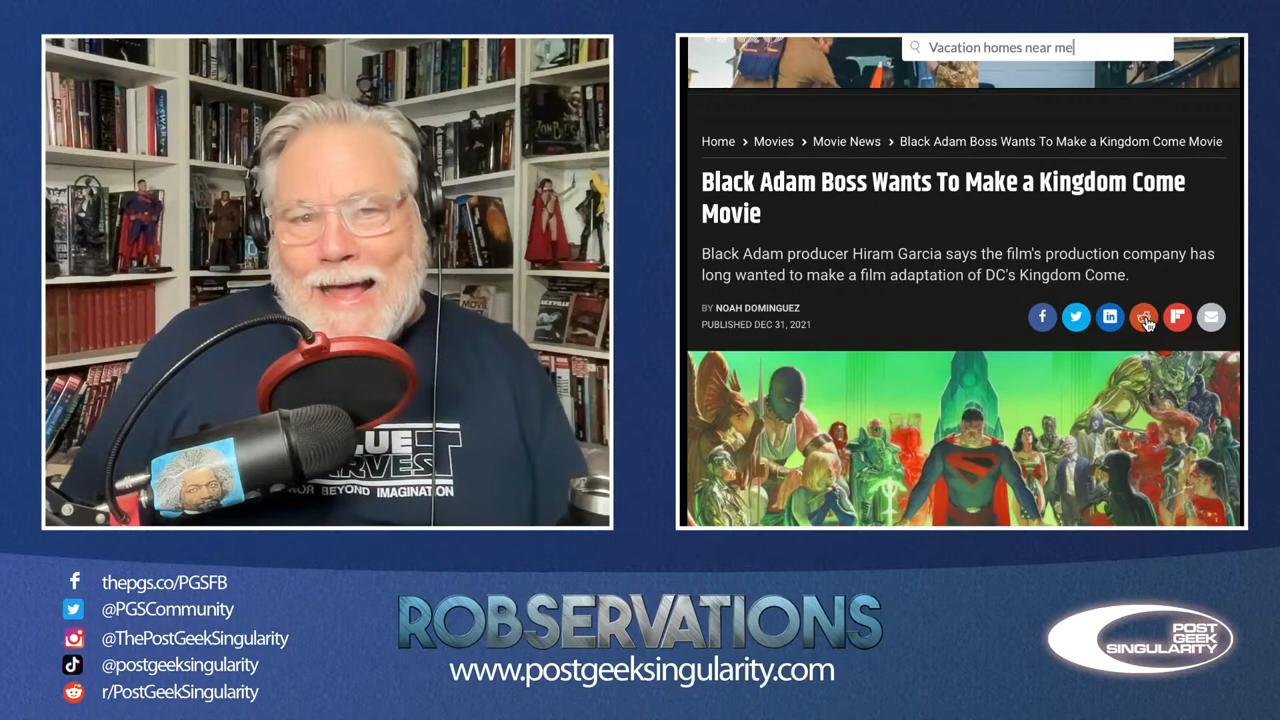 Vacation homes near me
Home > Movies > Movie News > Black Adam Boss Wants To Make a Kingdom Come Movie
Black Adam Boss Wants To Make a Kingdom Come
Movie
Black Adam producer Hiram Garcia says the film's production company has
long wanted to make a film adaptation of DC's Kingdom Come.
BY NOAH DOMINGUEZ
PUBLISHED DEC 31, 2021
BEYOND IMAGINATION
thepgs.co/PGSFB
@PGSCommunity
@ThePostGeekSingularity
@postgeeksingularity
r/PostGeekSingularity
ROBSERVATIONS
www.postgeeksingularity.com
POST
GEEK
SINGULARITY